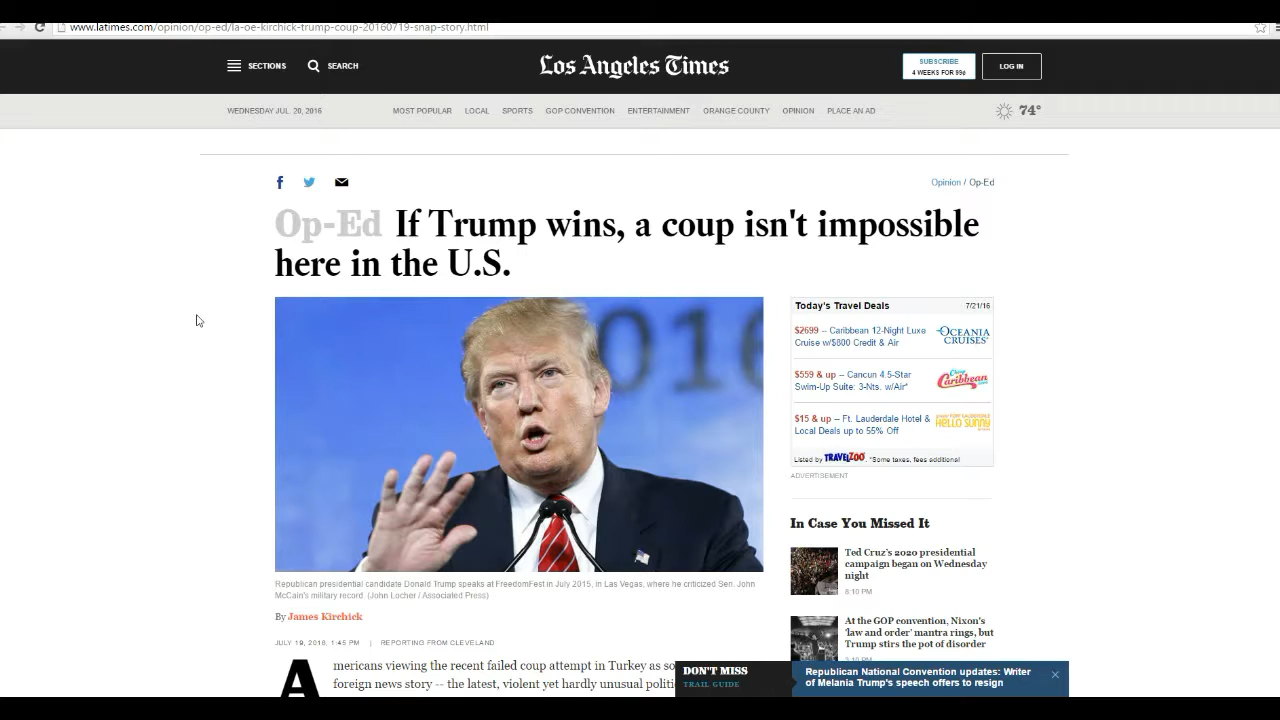 www.latimes.com/opinion/op-ed/la-oe-kirchick-trump-coup-20160719-snap-story.html
SECTIONS
SEARCH
Los Angeles Times
SUBSCRIBE
4 WEEKS FOR 99¢
LOG IN
WEDNESDAY JUL. 20, 2016
MOST POPULAR
LOCAL
SPORTS
GOP CONVENTION
ENTERTAINMENT
ORANGE COUNTY
OPINION
PLACE AN AD
74°
Opinion / Op-Ed
Op-Ed If Trump wins, a coup isn't impossible
here in the U.S.
2016
Republican presidential candidate Donald Trump speaks at FreedomFest in July 2015, in Las Vegas, where he criticized Sen. John
McCain's military record. (John Locher / Associated Press)
By James Kirchick
JULY 19, 2016, 1:45 PM | REPORTING FROM CLEVELAND
Americans viewing the recent failed coup attempt in Turkey as so
foreign news story -- the latest, violent yet hardly unusual politi
Today's Travel Deals
7/21/16
$2699 -- Caribbean 12-Night Luxe
Cruise w/$800 Credit & Air
OCEANIA
CRUISES
$559 & up -- Cancun 4.5-Star
Swim-Up Suite: 3-Nts. w/Air*
Cheap
Caribbean
$15 & up -- Ft. Lauderdale Hotel &
Local Deals up to 55% Off
HELLO SUNNY
Listed by TRAVELZOO, *Some taxes, fees additional
ADVERTISEMENT
In Case You Missed It
Ted Cruz's 2020 presidential
campaign began on Wednesday
night
8:10 PM
At the GOP convention, Nixon's
'law and order' mantra rings, but
Trump stirs the pot of disorder
DON'T MISS
TRAIL GUIDE
Republican National Convention updates: Writer
of Melania Trump's speech offers to resign